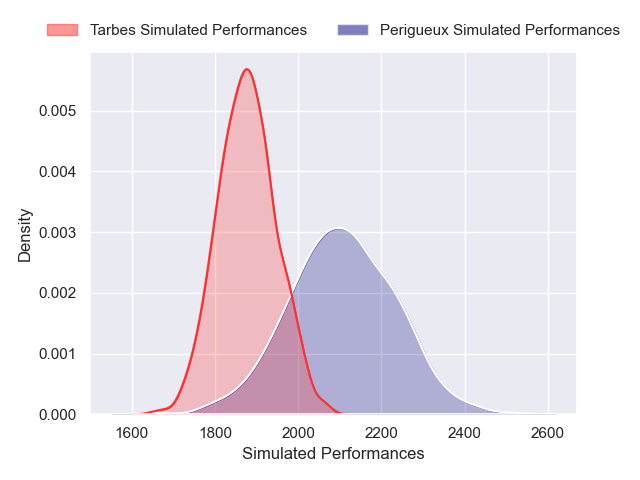 Tarbes Simulated Performances
Perigueux Simulated Performances
0.005
0.004
0.003
0.002
0.001
0.000
Density
1600 1800 2000 2200 2400 2600
Simulated Performances